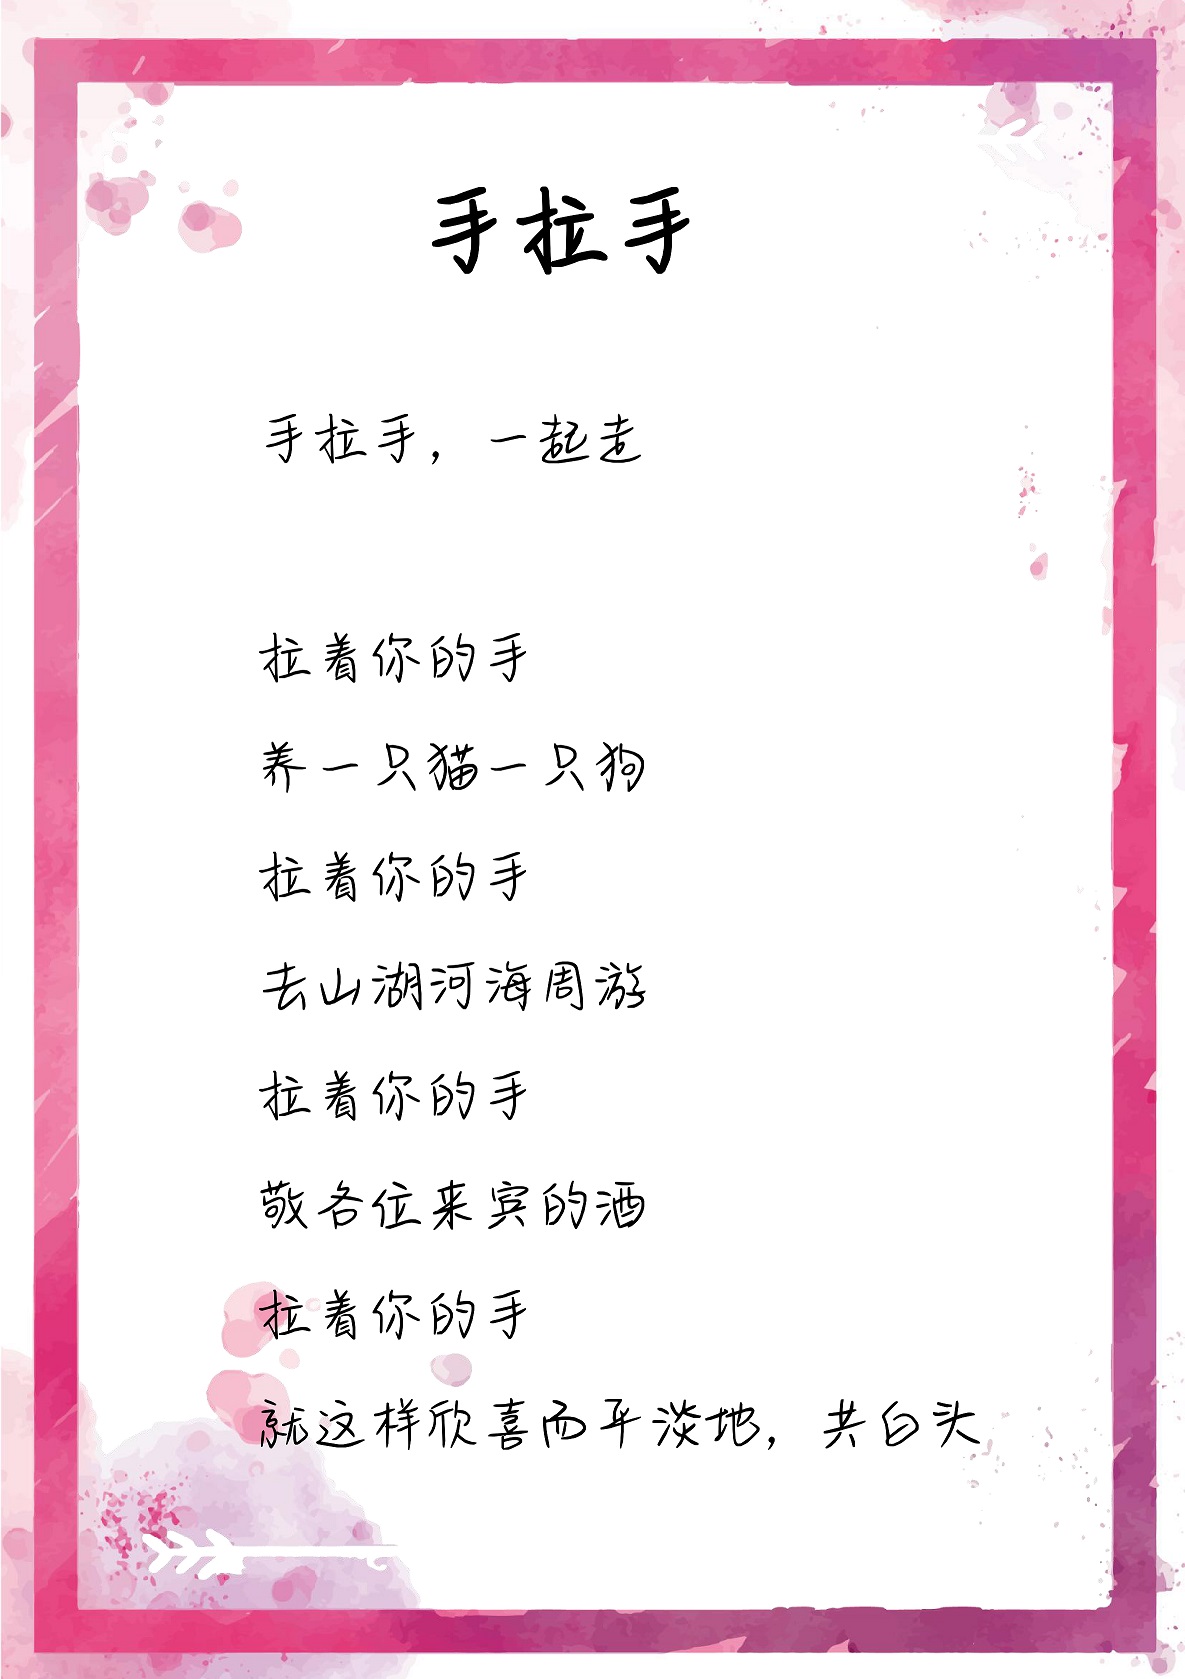 手拉手
手拉手，一起走
拉着你的手
养一只猫一只狗
拉着你的手
去山湖河海周游
拉着你的手
敬各位来宾的酒
拉着你的手
就这样欣喜而平淡地，共白头